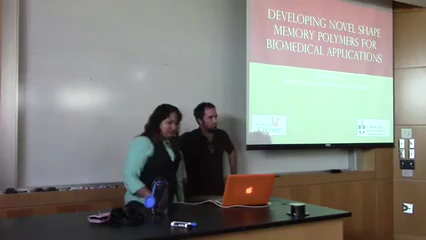 DEVELOPING NOVEL SHAPE
MEMORY POLYMERS FOR
BIOMEDICAL APPLICATIONS